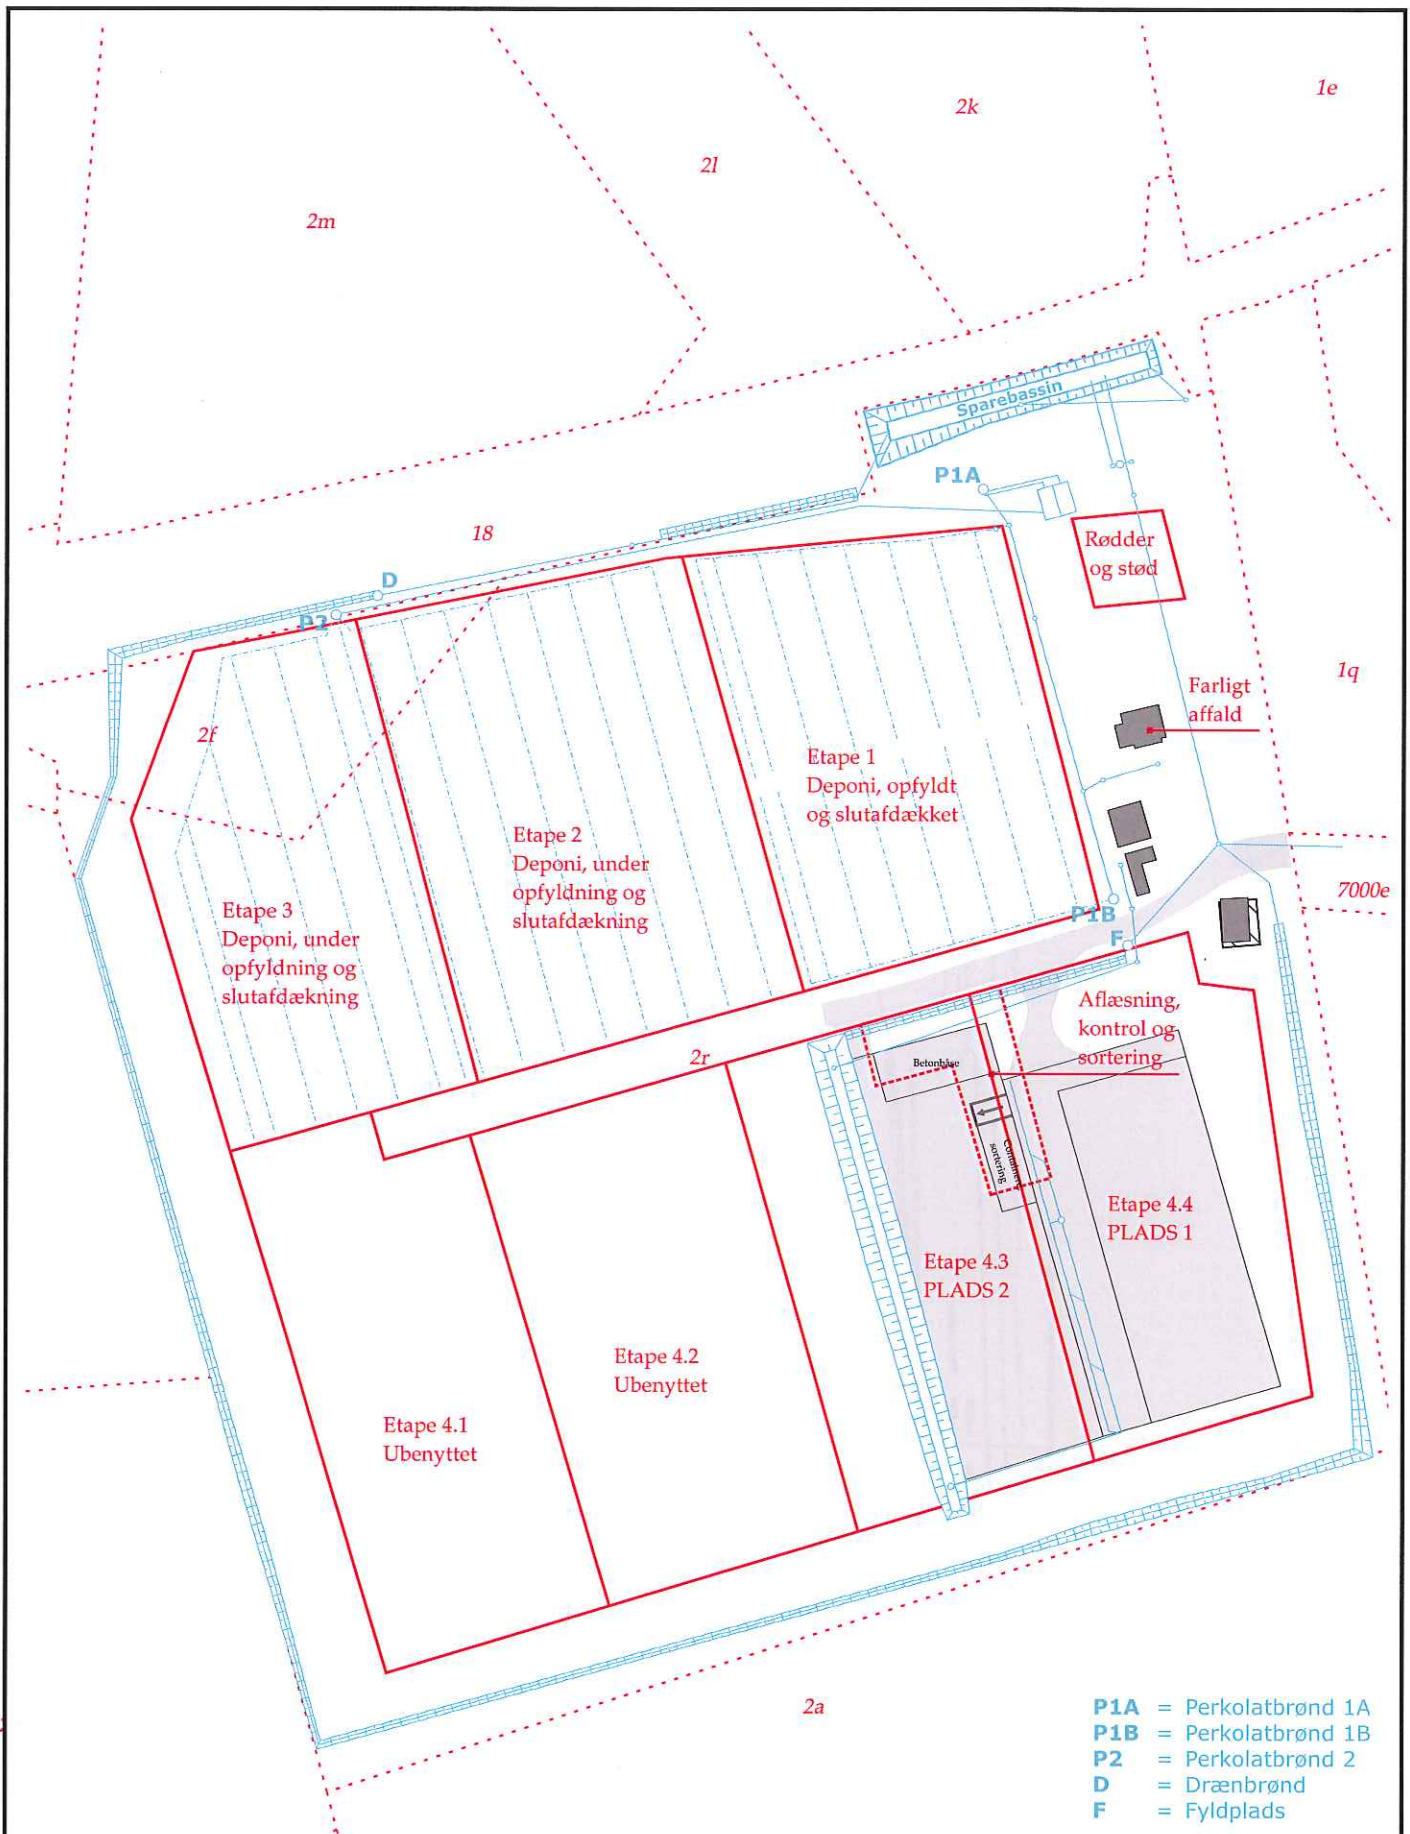 1e
2k
2l
2m
Sparebassin
P1A
18
Rødder
og stød
D
P2
1q
Farligt
affald
2f
Etape 1
Deponi, opfyldt
og slutafdækket
Etape 2
Deponi, under
opfyldning og
slutafdækning
7000e
Etape 3
Deponi, under
opfyldning og
slutafdækning
P1B
F
Aflæsning,
kontrol og
sortering
2r
Betonbåse
Container
sortering
Etape 4.4
PLADS 1
Etape 4.3
PLADS 2
Etape 4.2
Ubenyttet
Etape 4.1
Ubenyttet
2a
P1A = Perkolatbrønd 1A
P1B = Perkolatbrønd 1B
P2 = Perkolatbrønd 2
D = Drænbrønd
F = Fyldplads